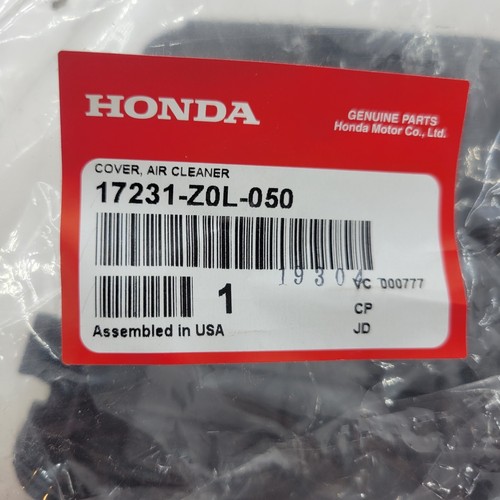 HONDA
GENUINE PARTS
Honda Motor Co., Ltd.
COVER, AIR CLEANER
17231-Z0L-050
19304
1
VC 000777
CP
Assembled in USA
JD